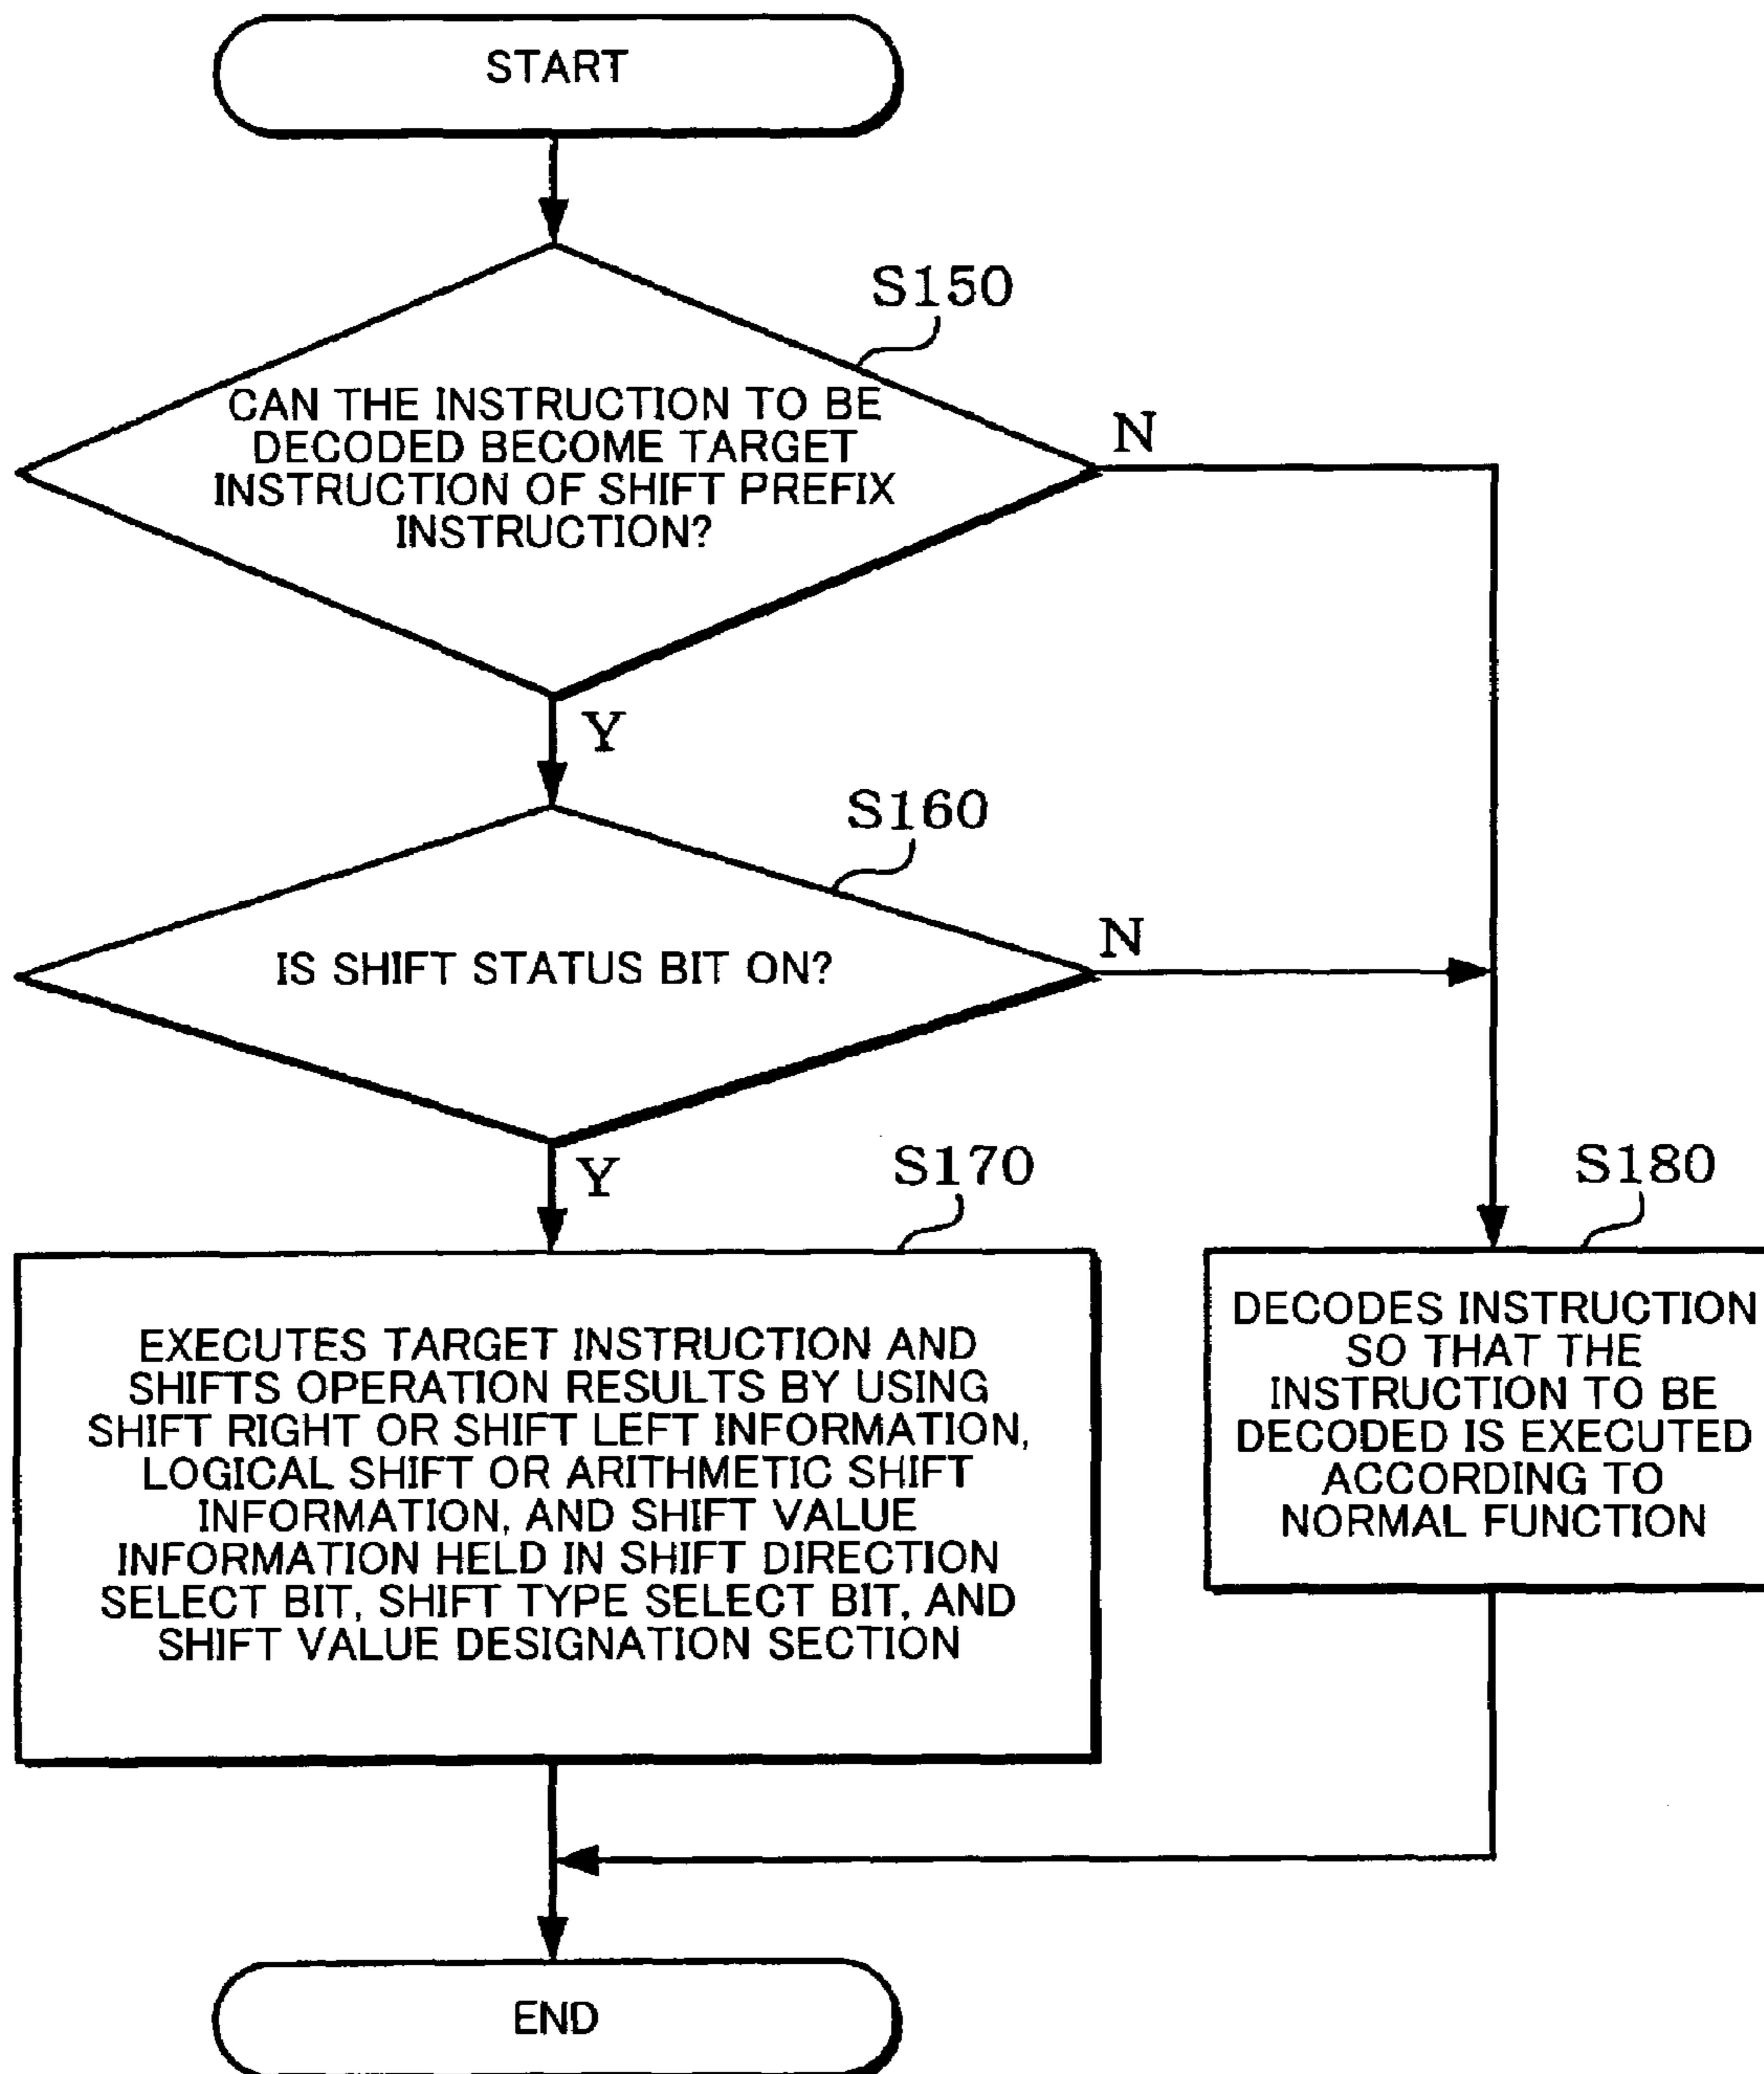 START
S150
CAN THE INSTRUCTION TO BE
DECODED BECOME TARGET
INSTRUCTION OF SHIFT PREFIX
INSTRUCTION?
N
Y
S160
IS SHIFT STATUS BIT ON?
N
Y
S170
EXECUTES TARGET INSTRUCTION AND
SHIFTS OPERATION RESULTS BY USING
SHIFT RIGHT OR SHIFT LEFT INFORMATION,
LOGICAL SHIFT OR ARITHMETIC SHIFT
INFORMATION, AND SHIFT VALUE
INFORMATION HELD IN SHIFT DIRECTION
SELECT BIT, SHIFT TYPE SELECT BIT, AND
SHIFT VALUE DESIGNATION SECTION
S180
DECODES INSTRUCTION
SO THAT THE
INSTRUCTION TO BE
DECODED IS EXECUTED
ACCORDING TO
NORMAL FUNCTION
END